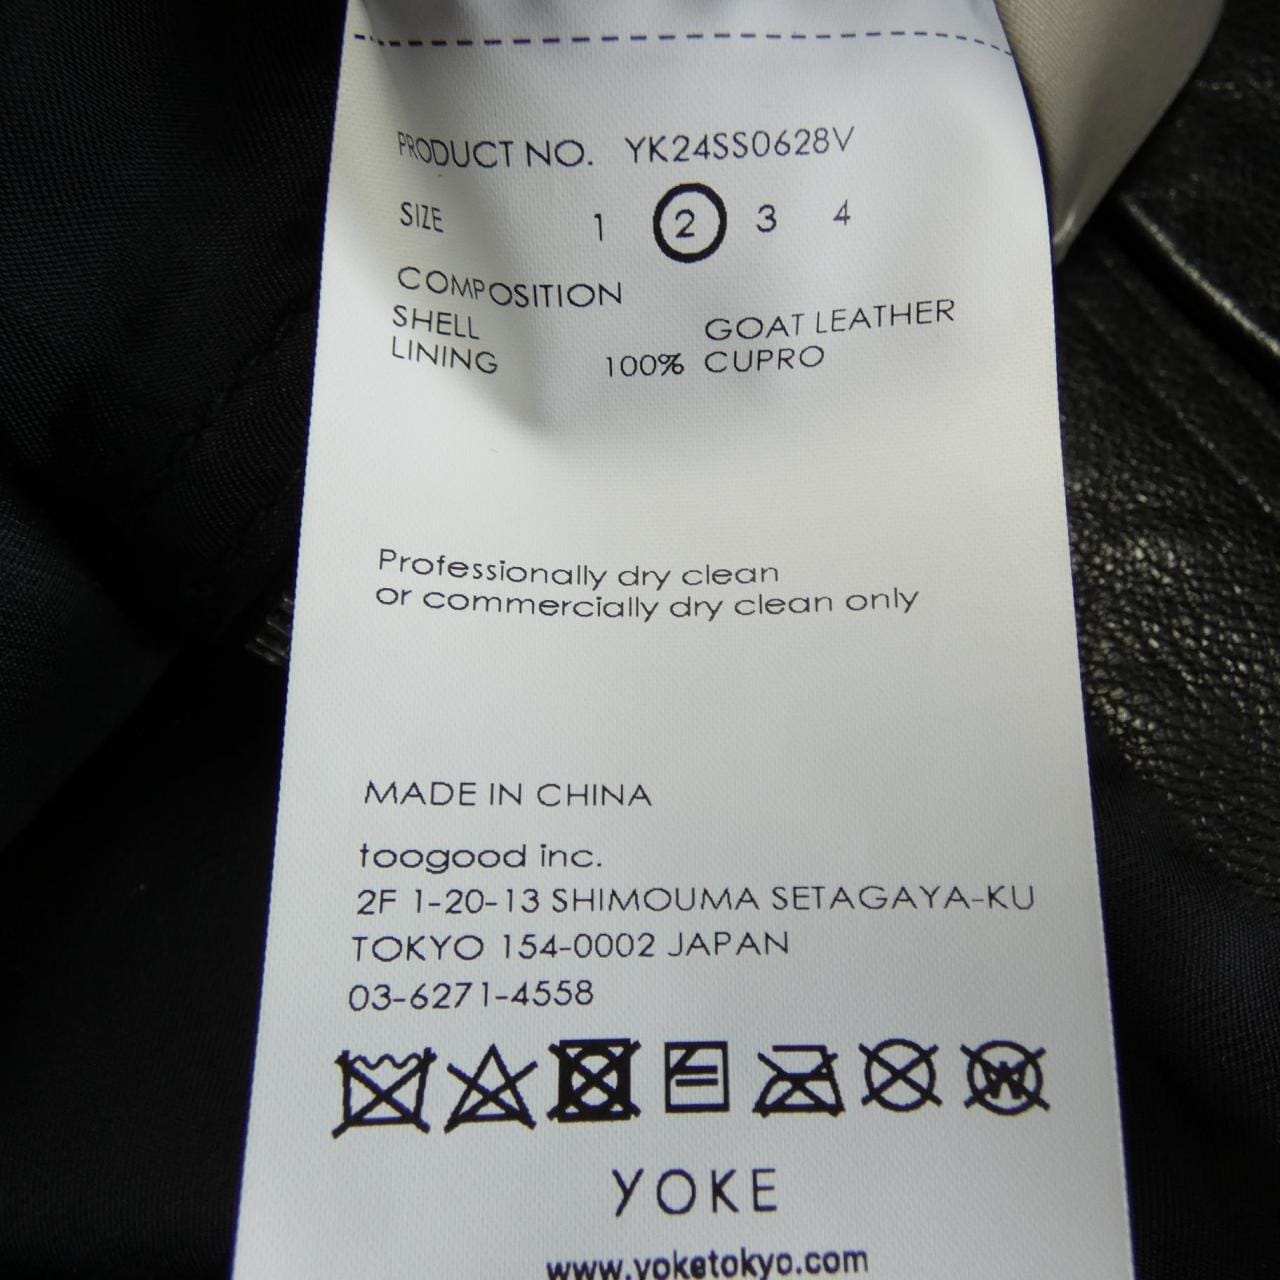 PRODUCT NO. YK24SS0628V
SIZE 1 2 3 4
COMPOSITION
SHELL GOAT LEATHER
LINING 100% CUPRO
Professionally dry clean
or commercially dry clean only
MADE IN CHINA
toogood inc.
2F 1-20-13 SHIMOUMA SETAGAYA-KU
TOKYO 154-0002 JAPAN
03-6271-4558
W
YOKE
www.yoketokyo.com